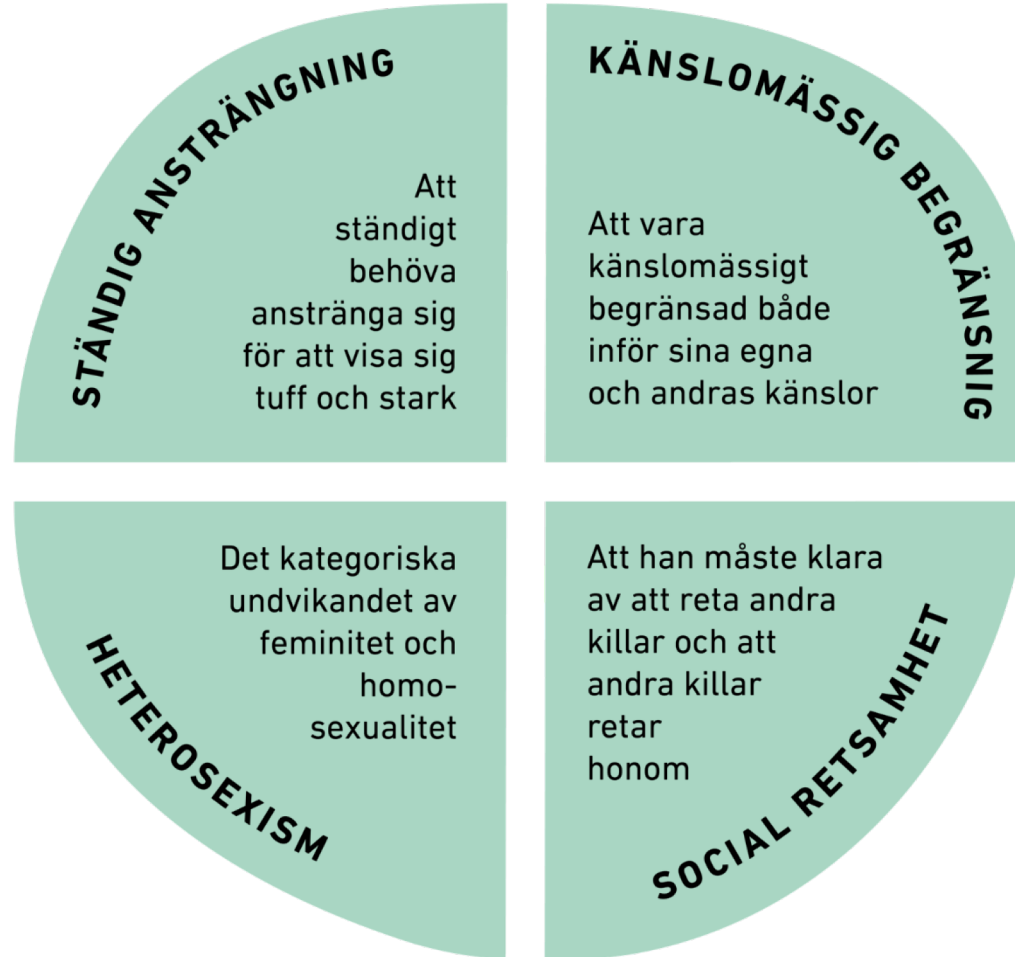 STÄNDIG ANSTRÄNGNING
Att
ständigt
behöva
anstränga sig
för att visa sig
tuff och stark
KÄNSLOMÄSSIG BEGRÄNSNIG
Att vara
känslomässigt
begränsad både
inför sina egna
och andras känslor
HETEROSEXISM
Det kategoriska
undvikandet av
feminitet och
homo-
sexualitet
SOCIAL RETSAMHET
Att han måste klara
av att reta andra
killar och att
andra killar
retar
honom